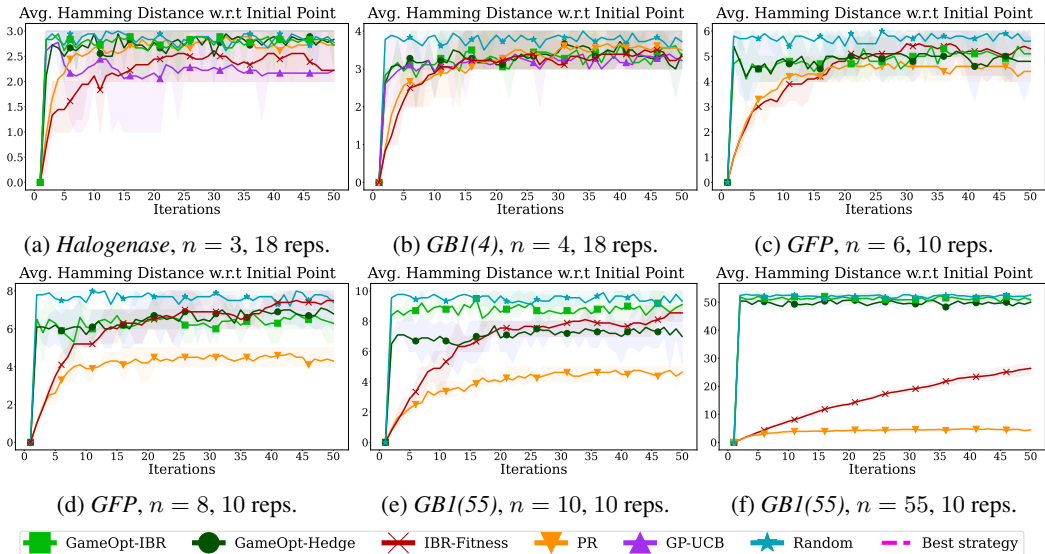 Avg. Hamming Distance w.r.t Initial Point
3.0
2.5
2.0
1.5
1.0
0.5
0.0
0 5 10 15 20 25 30 35 40 45 50
Iterations
(a) Halogenase, n = 3, 18 reps.
Avg. Hamming Distance w.r.t Initial Point
4
3
2
1
0
0 5 10 15 20 25 30 35 40 45 50
Iterations
(b) GB1(4), n = 4, 18 reps.
Avg. Hamming Distance w.r.t Initial Point
6
5
4
3
2
1
0
0 5 10 15 20 25 30 35 40 45 50
Iterations
(c) GFP, n = 6, 10 reps.
Avg. Hamming Distance w.r.t Initial Point
8
6
4
2
0
0 5 10 15 20 25 30 35 40 45 50
Iterations
(d) GFP, n = 8, 10 reps.
Avg. Hamming Distance w.r.t Initial Point
10
8
6
4
2
0
0 5 10 15 20 25 30 35 40 45 50
Iterations
(e) GB1(55), n = 10, 10 reps.
Avg. Hamming Distance w.r.t Initial Point
50
40
30
20
10
0
0 5 10 15 20 25 30 35 40 45 50
Iterations
(f) GB1(55), n = 55, 10 reps.
GameOpt-IBR GameOpt-Hedge IBR-Fitness PR GP-UCB Random Best strategy